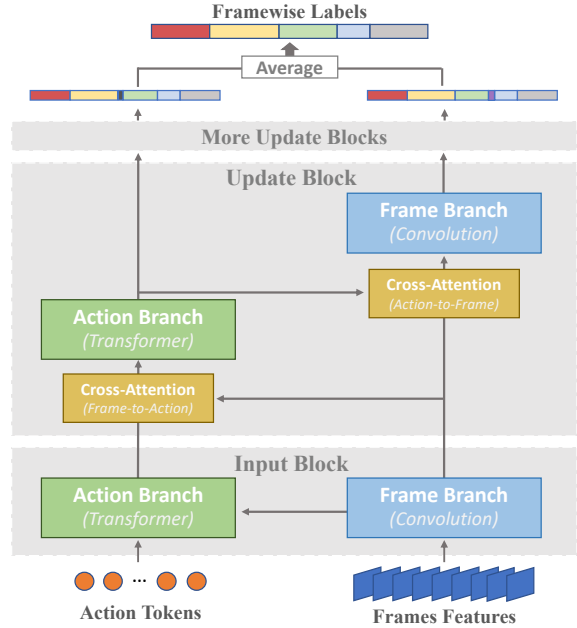 Framewise Labels
Average
More Update Blocks
Update Block
Frame Branch
(Convolution)
Cross-Attention
(Action-to-Frame)
Action Branch
(Transformer)
Cross-Attention
(Frame-to-Action)
Input Block
Action Branch
(Transformer)
Frame Branch
(Convolution)
...
Action Tokens
Frames Features